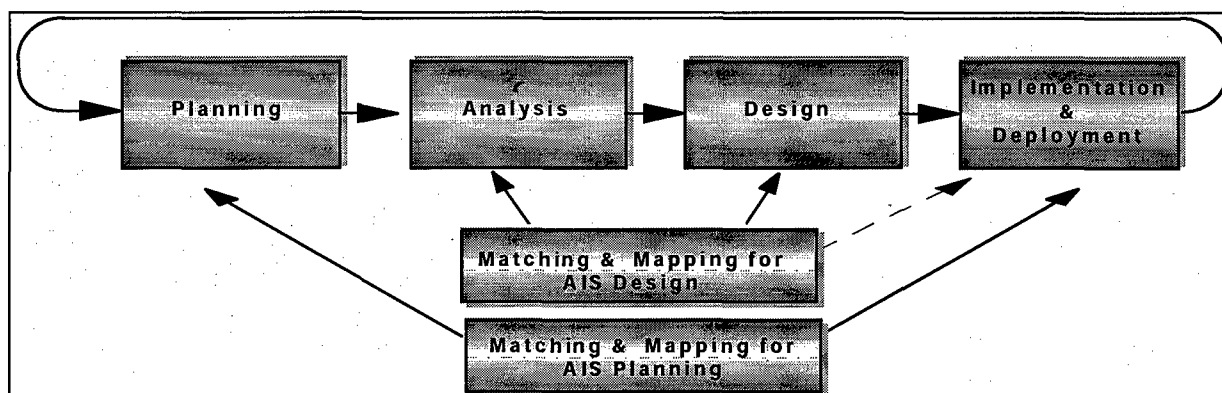 Planning
Analysis
Design
Implementation
&
Deployment
Matching & Mapping for
AIS Design
Matching & Mapping for
AIS Planning